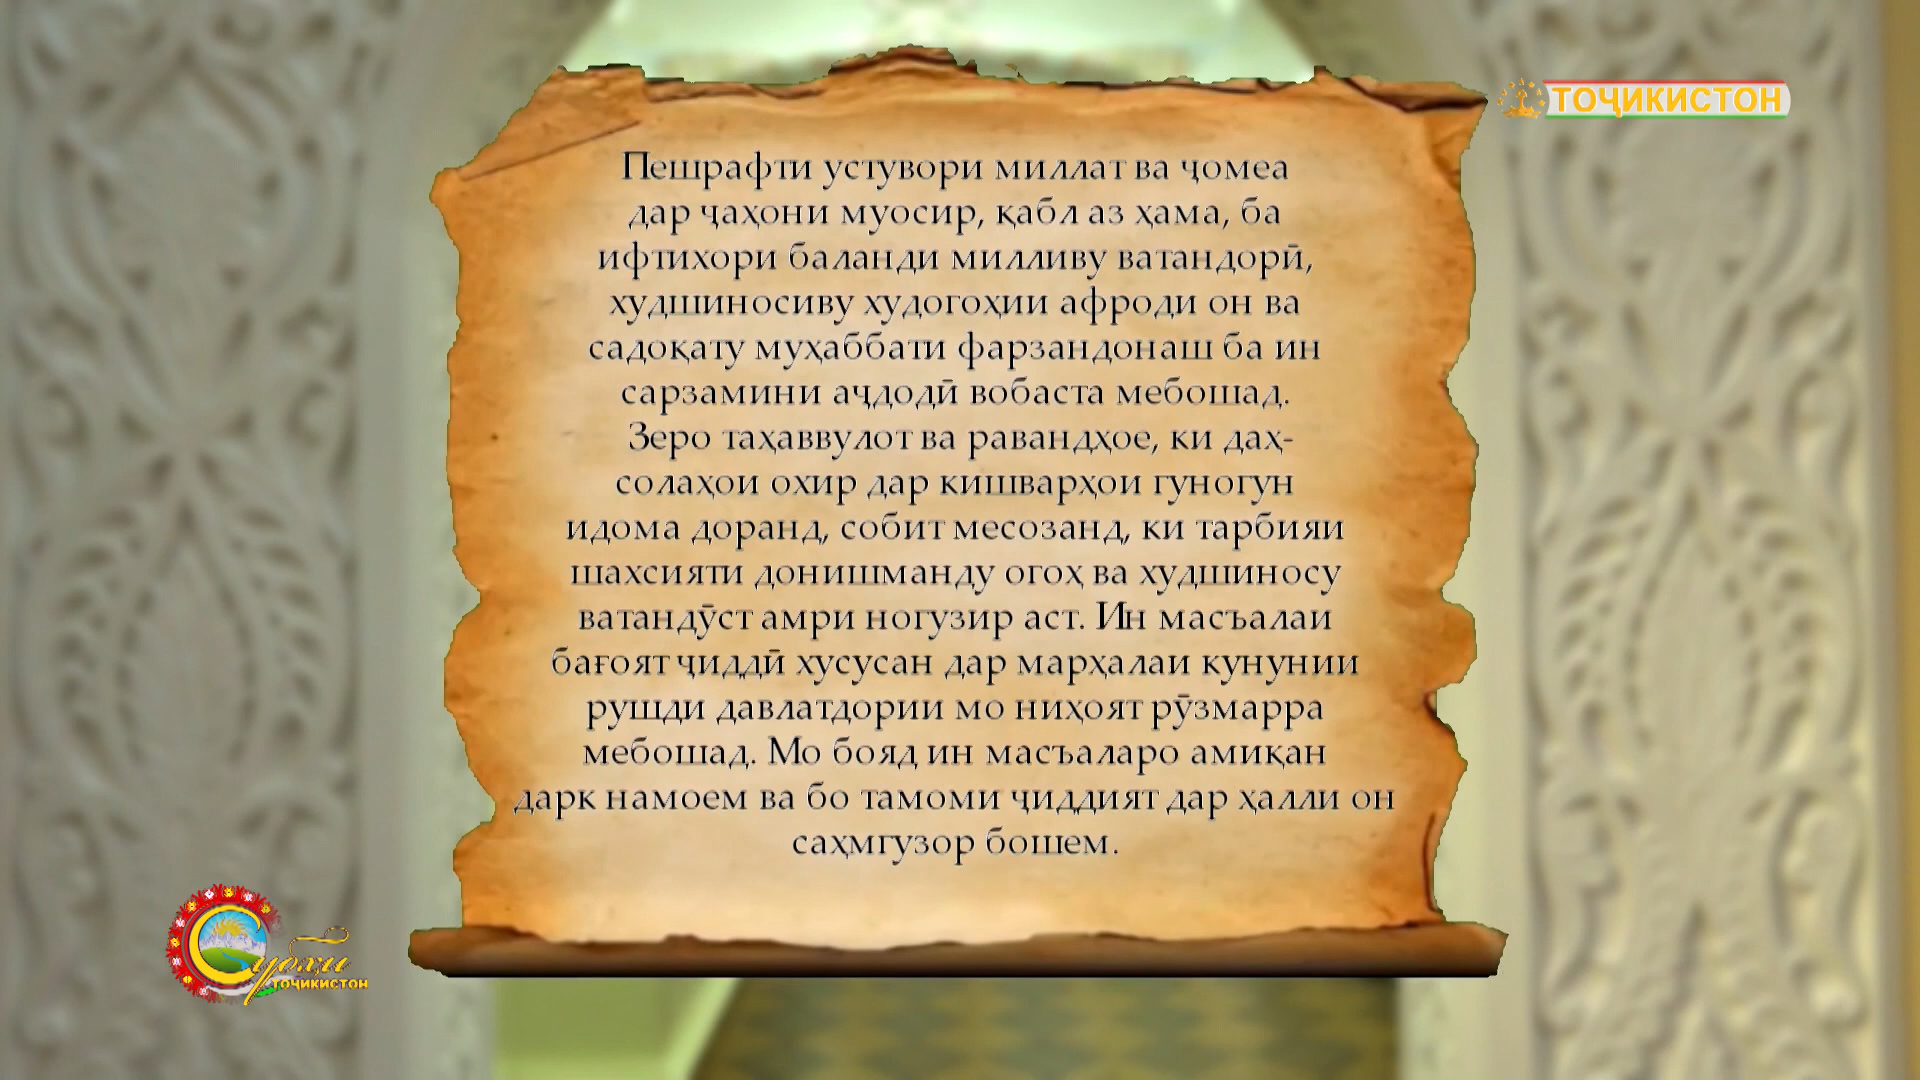 ТОҶИКИСТОН
Пешрафти устувори миллат ва ҷомеа
дар ҷаҳони муосир, қабл аз ҳама, ба
ифтихори баланди миллливу ватандорӣ,
худшиносиву худогоҳии афроди он ва
садоқату муҳаббати фарзандонаш ба ин
сарзамини аҷдодӣ вобаста мебошад.
Зеро таҳаввулот ва равандҳое, ки даҳ-
солаҳои охир дар кишварҳои гуногун
идома доранд, собит месозанд, ки тарбияи
шахсияти донишманду огоҳ ва худшиносу
ватандӯст амри ногузир аст. Ин масъалаи
бағоят ҷиддӣ хусусан дар марҳалаи кунунии
рушди давлатдории мо ниҳоят рӯзмарра
мебошад. Мо бояд ин масъаларо амиқан
дарк намоем ва бо тамоми ҷиддият дар ҳалли он
саҳмгузор бошем.
Субҳи
ТОҶИКИСТОН